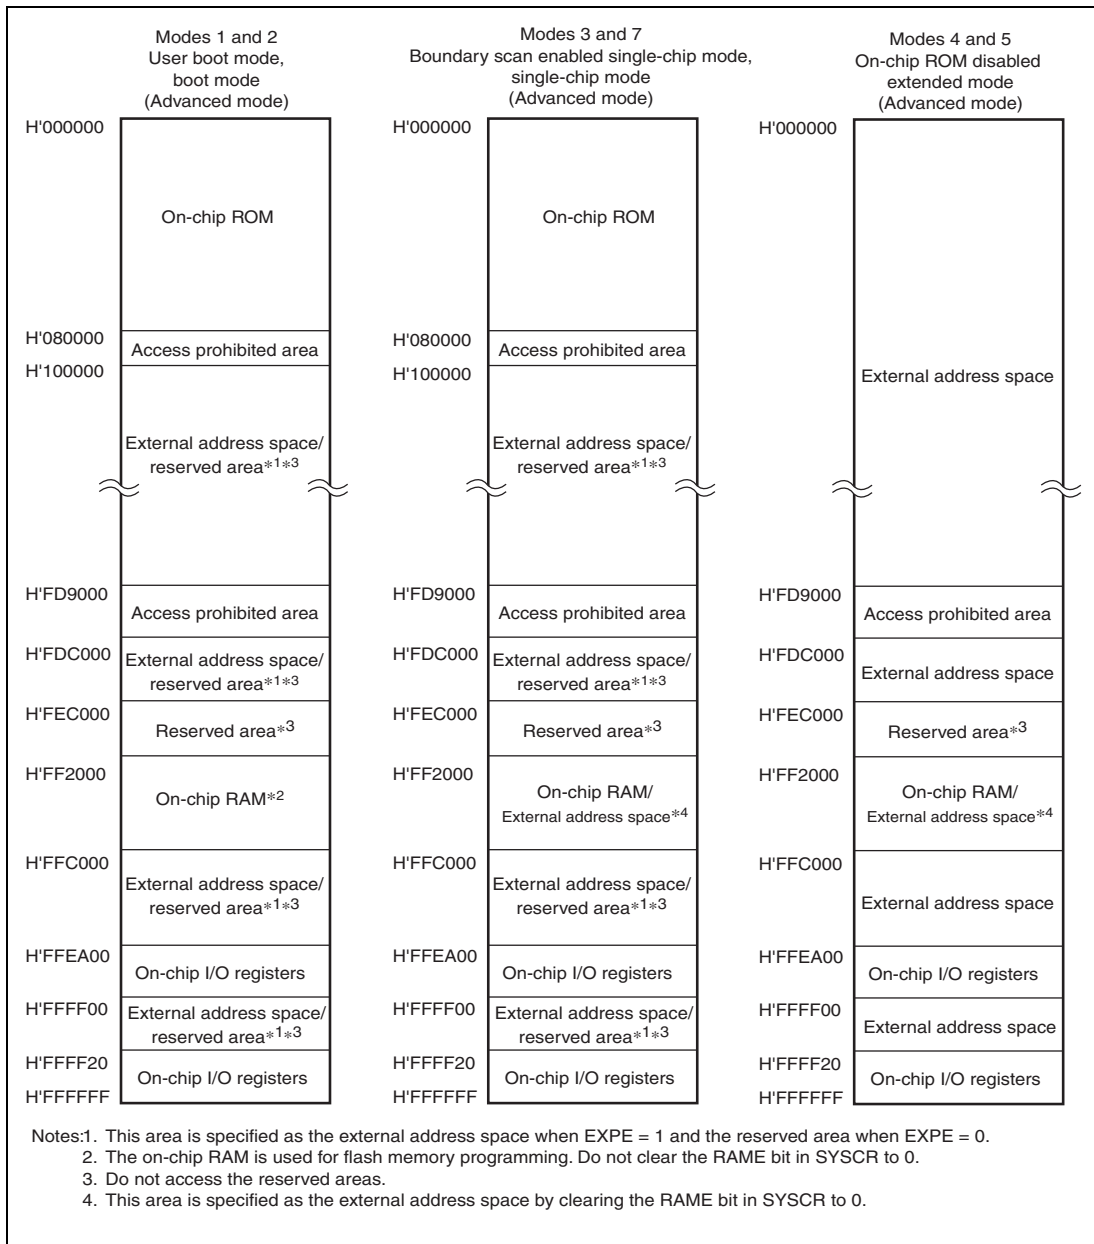 Modes 1 and 2
User boot mode,
boot mode
(Advanced mode)
H'000000
On-chip ROM
H'080000
Access prohibited area
H'100000
External address space/
reserved area*1*3
H'FD9000
Access prohibited area
H'FDC000
External address space/
reserved area*1*3
H'FEC000
Reserved area*3
H'FF2000
On-chip RAM*2
H'FFC000
External address space/
reserved area*1*3
H'FFEA00
On-chip I/O registers
H'FFFF00
External address space/
reserved area*1*3
H'FFFF20
On-chip I/O registers
H'FFFFFF
Modes 3 and 7
Boundary scan enabled single-chip mode,
single-chip mode
(Advanced mode)
H'000000
On-chip ROM
H'080000
Access prohibited area
H'100000
External address space/
reserved area*1*3
H'FD9000
Access prohibited area
H'FDC000
External address space/
reserved area*1*3
H'FEC000
Reserved area*3
H'FF2000
On-chip RAM/
External address space*4
H'FFC000
External address space/
reserved area*1*3
H'FFEA00
On-chip I/O registers
H'FFFF00
External address space/
reserved area*1*3
H'FFFF20
On-chip I/O registers
H'FFFFFF
Modes 4 and 5
On-chip ROM disabled
extended mode
(Advanced mode)
H'000000
External address space
H'FD9000
Access prohibited area
H'FDC000
External address space
H'FEC000
Reserved area*3
H'FF2000
On-chip RAM/
External address space*4
H'FFC000
External address space
H'FFEA00
On-chip I/O registers
H'FFFF00
External address space
H'FFFF20
On-chip I/O registers
H'FFFFFF
Notes:1. This area is specified as the external address space when EXPE = 1 and the reserved area when EXPE = 0.
2. The on-chip RAM is used for flash memory programming. Do not clear the RAME bit in SYSCR to 0.
3. Do not access the reserved areas.
4. This area is specified as the external address space by clearing the RAME bit in SYSCR to 0.